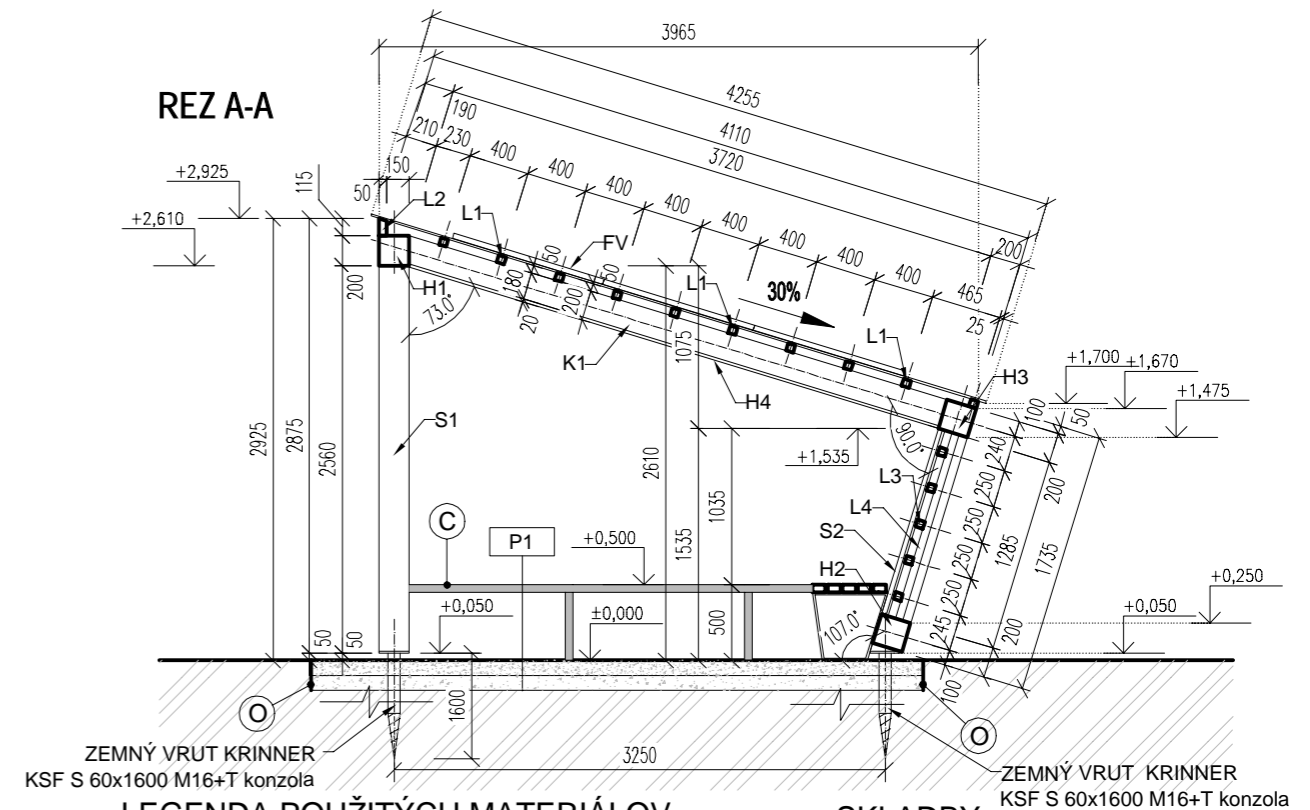 REZ A-A
3965
4255
4110
3720
190
210
230
400
400
400
400
400
400
400
400
465
200
25
50
150
115
+2,925
+2,610
L2
L1
FV
L1
30%
L1
H1
73.0°
50
180
20
200
50
K1
H4
1075
H3
+1,700
+1,670
+1,475
90.0°
+1,535
100
50
240
200
250
250
250
250
245
1285
1735
200
100
L3
L4
S2
H2
S1
200
2925
2875
2560
50
50
2610
1535
1035
500
C
P1
+0,500
+0,050
±0,000
107.0°
+0,250
+0,050
O
O
1600
3250
ZEMNÝ VRUT KRINNER
KSF S 60x1600 M16+T konzola
ZEMNÝ VRUT KRINNER
KSF S 60x1600 M16+T konzola